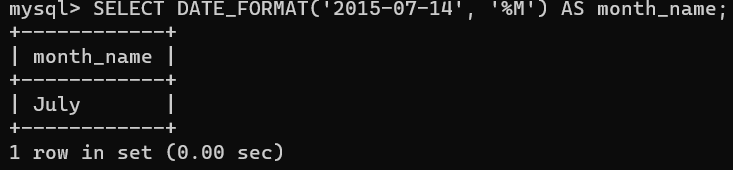 mysql> SELECT DATE_FORMAT('2015-07-14', '%M') AS month_name;
+------------+
| month_name |
+------------+
| July       |
+------------+
1 row in set (0.00 sec)